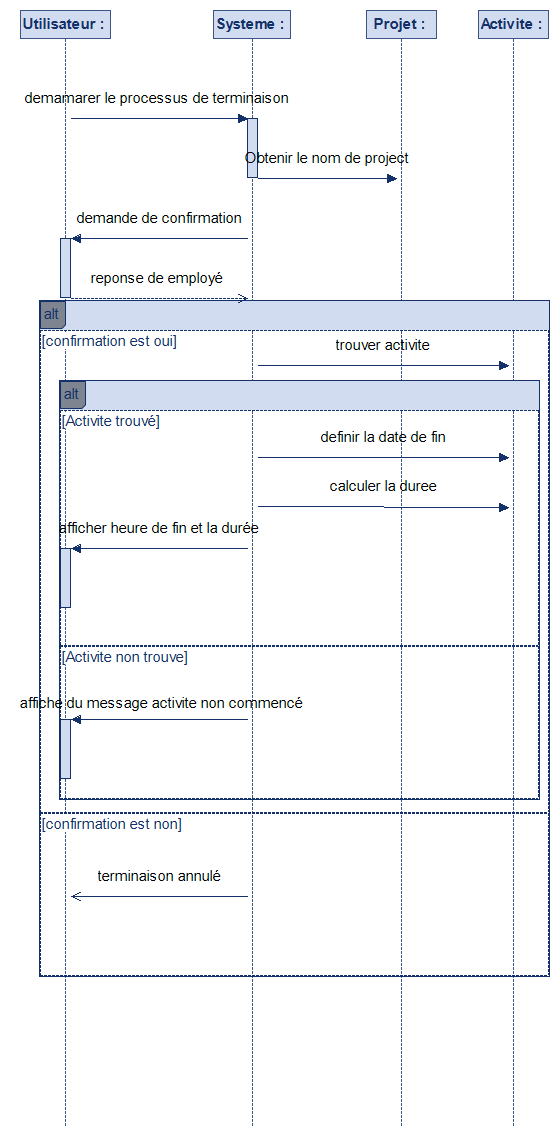 Utilisateur :
Systeme :
Projet :
Activite :
demamarer le processus de terminaison
Obtenir le nom de project
demande de confirmation
reponse de employé
alt
[confirmation est oui]
trouver activite
alt
[Activite trouvé]
definir la date de fin
calculer la duree
afficher heure de fin et la durée
[Activite non trouve]
affiche du message activite non commencé
[confirmation est non]
terminaison annulé